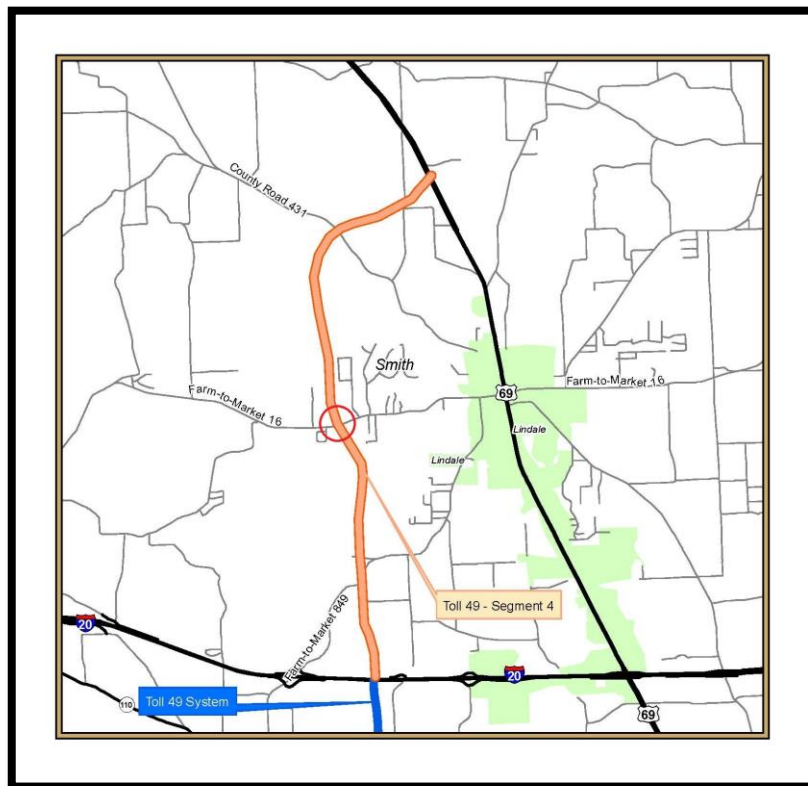 County Road 431
Smith
Farm-to-Market 16
69
Farm-to-Market 16
Lindale
Lindale
Toll 49 - Segment 4
Farm-to-Market 849
20
20
110
Toll 49 System
69